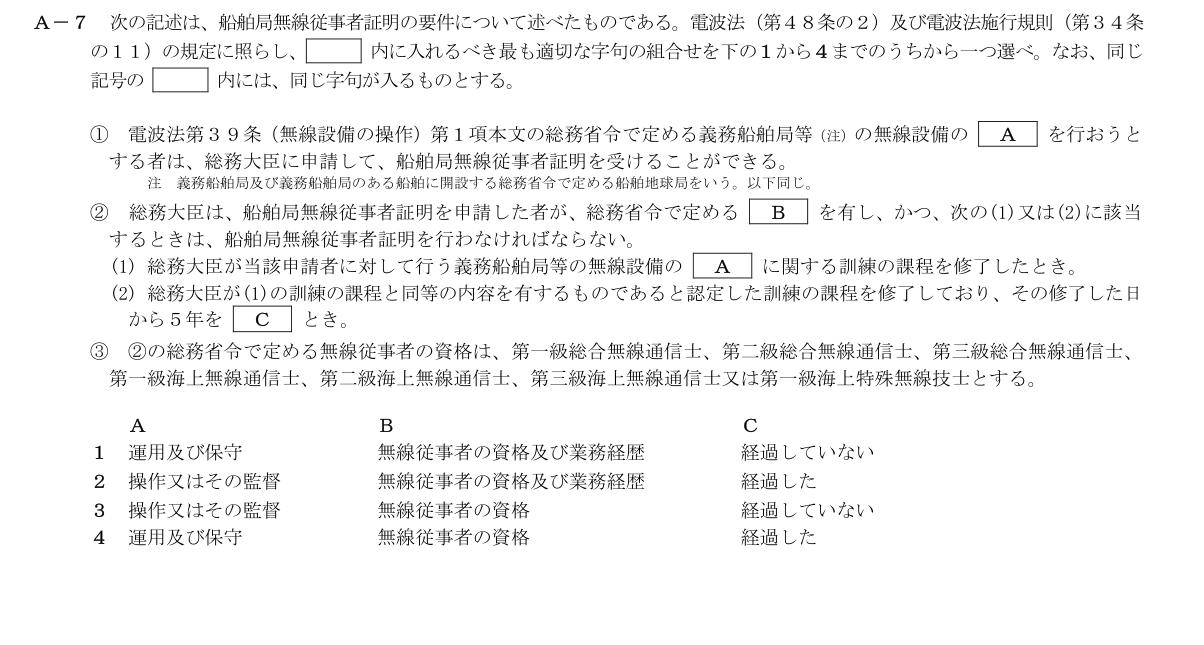 Ａ－７　次の記述は、船舶局無線従事者証明の要件について述べたものである。電波法（第４８条の２）及び電波法施行規則（第３４条
の１１）の規定に照らし、　　　内に入れるべき最も適切な字句の組合せを下の１から４までのうちから一つ選べ。なお、同じ
記号の　　　内には、同じ字句が入るものとする。
①　電波法第３９条（無線設備の操作）第１項本文の総務省令で定める義務船舶局等（注）の無線設備の　A　を行おうと
する者は、総務大臣に申請して、船舶局無線従事者証明を受けることができる。
注　義務船舶局及び義務船舶局のある船舶に開設する総務省令で定める船舶地球局をいう。以下同じ。
②　総務大臣は、船舶局無線従事者証明を申請した者が、総務省令で定める　B　を有し、かつ、次の(1)又は(2)に該当
するときは、船舶局無線従事者証明を行わなければならない。
(1) 総務大臣が当該申請者に対して行う義務船舶局等の無線設備の　A　に関する訓練の課程を修了したとき。
(2) 総務大臣が(1)の訓練の課程と同等の内容を有するものであると認定した訓練の課程を修了しており、その修了した日
から５年を　C　とき。
③　②の総務省令で定める無線従事者の資格は、第一級総合無線通信士、第二級総合無線通信士、第三級総合無線通信士、
第一級海上無線通信士、第二級海上無線通信士、第三級海上無線通信士又は第一級海上特殊無線技士とする。
A　B　C
1　運用及び保守　無線従事者の資格及び業務経歴　経過していない
2　操作又はその監督　無線従事者の資格及び業務経歴　経過した
3　操作又はその監督　無線従事者の資格　経過していない
4　運用及び保守　無線従事者の資格　経過した